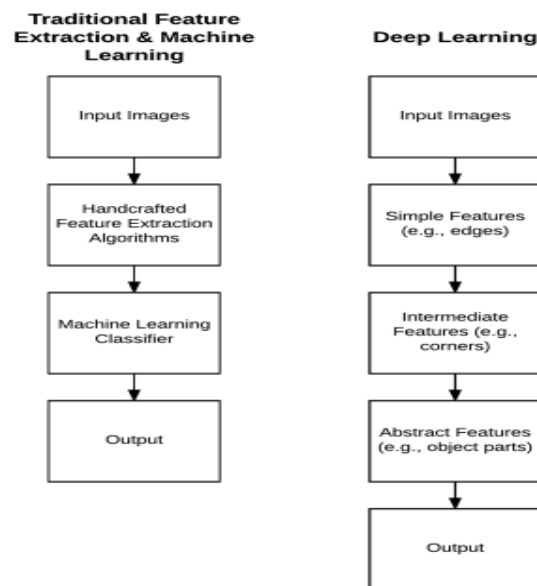 Traditional Feature
Extraction & Machine
Learning
Input Images
Handcrafted
Feature Extraction
Algorithms
Machine Learning
Classifier
Output
Deep Learning
Input Images
Simple Features
(e.g., edges)
Intermediate
Features (e.g.,
corners)
Abstract Features
(e.g., object parts)
Output